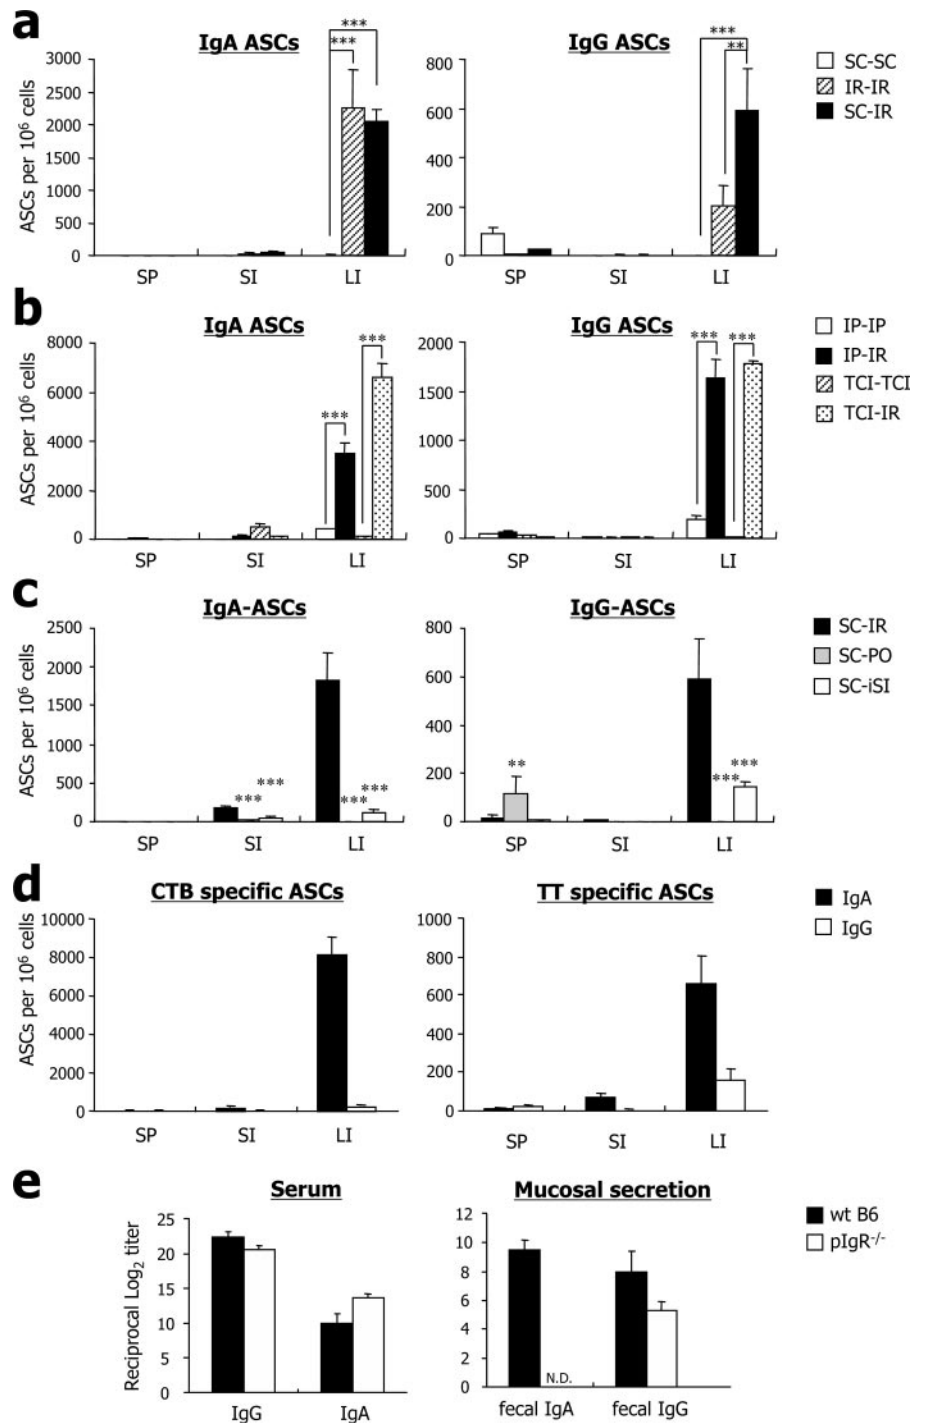 a
IgA ASCs
IgG ASCs
ASCs per 10⁶ cells
3000
2500
2000
1500
1000
500
0
***
***
SP
SI
LI
800
600
400
200
0
***
**
SP
SI
LI
SC-SC
IR-IR
SC-IR
b
IgA ASCs
IgG ASCs
ASCs per 10⁶ cells
8000
6000
4000
2000
0
***
***
SP
SI
LI
2000
1500
1000
500
0
***
***
SP
SI
LI
IP-IP
IP-IR
TCI-TCI
TCI-IR
c
IgA-ASCs
IgG-ASCs
ASCs per 10⁶ cells
2500
2000
1500
1000
500
0
***
***
***
***
SP
SI
LI
800
600
400
200
0
**
***
***
SP
SI
LI
SC-IR
SC-PO
SC-iSI
d
CTB specific ASCs
TT specific ASCs
ASCs per 10⁶ cells
10000
8000
6000
4000
2000
0
SP
SI
LI
1000
800
600
400
200
0
SP
SI
LI
IgA
IgG
e
Serum
Mucosal secretion
Reciprocal Log₂ titer
25
20
15
10
5
0
IgG
IgA
12
10
8
6
4
2
0
N.D.
fecal IgA
fecal IgG
wt B6
pIgR⁻/⁻